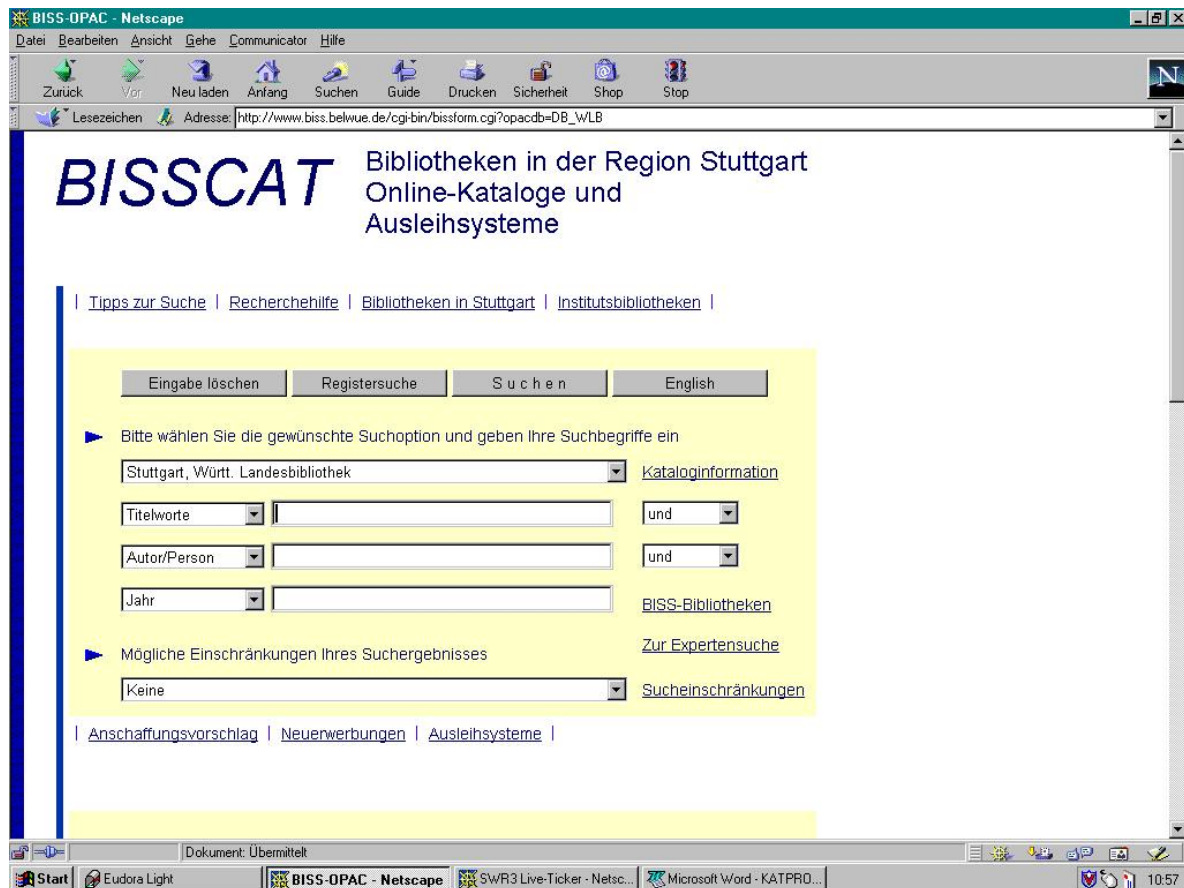 BISS-OPAC - Netscape
Datei Bearbeiten Ansicht Gehe Communicator Hilfe
Zurück Vor Neu laden Anfang Suchen Guide Drucken Sicherheit Shop Stop
N
Lesezeichen Adresse: http://www.biss.belwue.de/cgi-bin/bissform.cgi?opacdb=DB_WLB
BISSCAT
Bibliotheken in der Region Stuttgart
Online-Kataloge und
Ausleihsysteme
| Tipps zur Suche | Recherchehilfe | Bibliotheken in Stuttgart | Institutsbibliotheken |
Eingabe löschen Registersuche S u c h e n English
Bitte wählen Sie die gewünschte Suchoption und geben Ihre Suchbegriffe ein
Stuttgart, Württ. Landesbibliothek Kataloginformation
Titelworte und
Autor/Person und
Jahr BISS-Bibliotheken
Zur Expertensuche
Mögliche Einschränkungen Ihres Suchergebnisses
Keine Sucheinschränkungen
| Anschaffungsvorschlag | Neuerwerbungen | Ausleihsysteme |
Dokument: Übermittelt
Start Eudora Light BISS-OPAC - Netscape SWR3 Live-Ticker - Netsc... Microsoft Word - KATPRO... 10:57